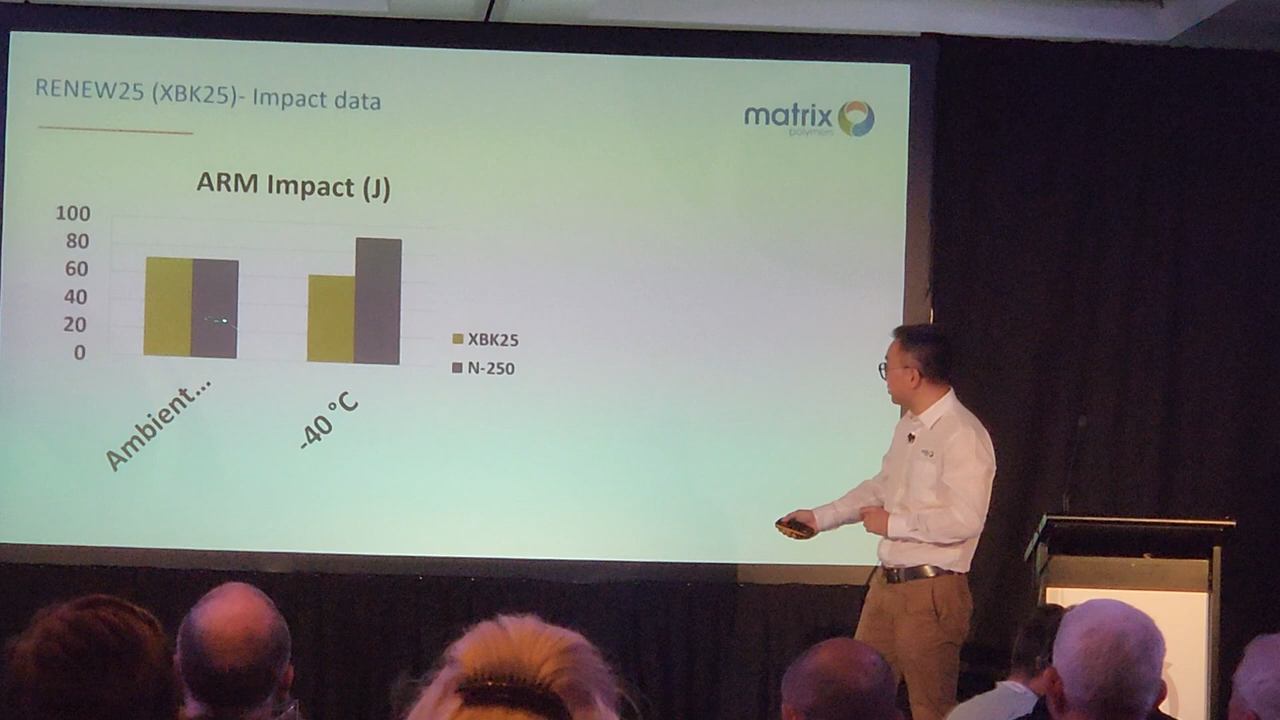 RENEW25 (XBK25)- Impact data
matrix
polymers
ARM Impact (J)
100
80
60
40
20
0
XBK25
N-250
Ambient...
-40 °C